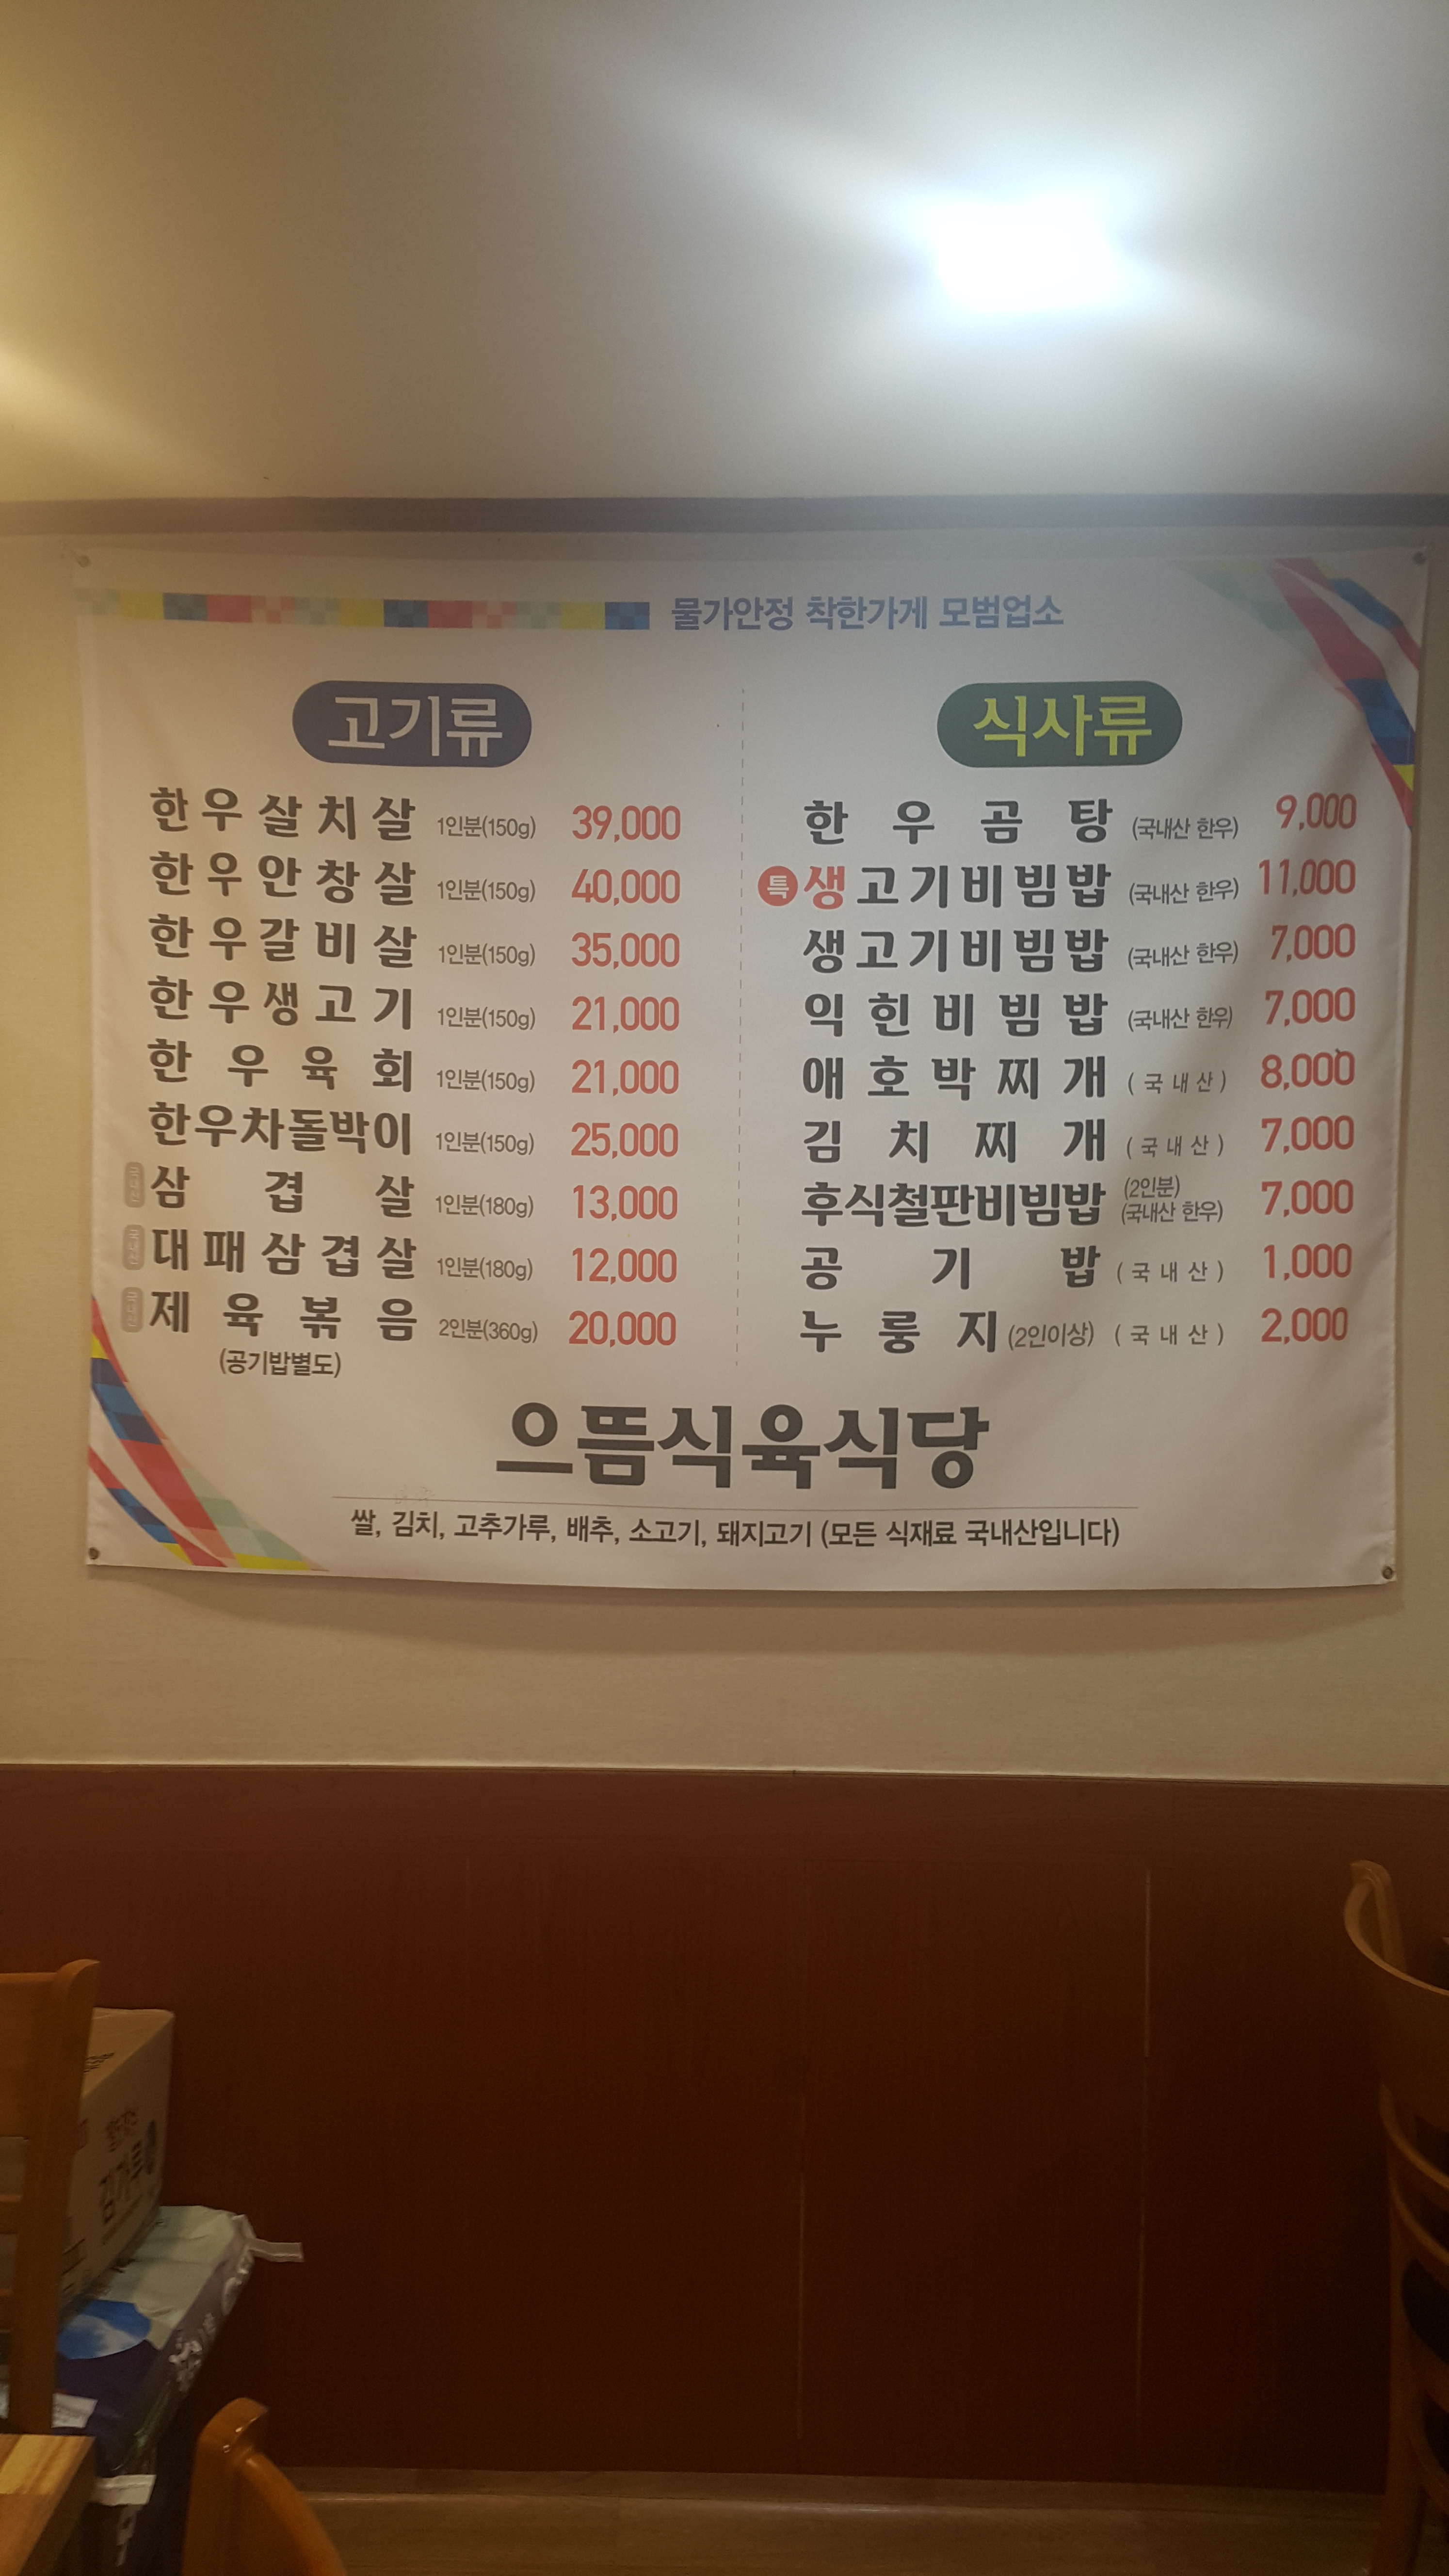 물가안정 착한가게 모범업소
고기류
한우살치살 1인분(150g) 39,000
한우안창살 1인분(150g) 40,000
한우갈비살 1인분(150g) 35,000
한우생고기 1인분(150g) 21,000
한우육회 1인분(150g) 21,000
한우차돌박이 1인분(150g) 25,000
국내산 삼겹살 1인분(180g) 13,000
국내산 대패삼겹살 1인분(180g) 12,000
국내산 제육볶음 2인분(360g) 20,000
(공기밥별도)
식사류
한우곰탕 (국내산 한우) 9,000
특 생고기비빔밥 (국내산 한우) 11,000
생고기비빔밥 (국내산 한우) 7,000
익힌비빔밥 (국내산 한우) 7,000
애호박찌개 (국내산) 8,000
김치찌개 (국내산) 7,000
후식철판비빔밥 (2인분) (국내산 한우) 7,000
공기밥 (국내산) 1,000
누룽지 (2인이상) (국내산) 2,000
으뜸식육식당
쌀, 김치, 고추가루, 배추, 소고기, 돼지고기 (모든 식재료 국내산입니다)
김가루